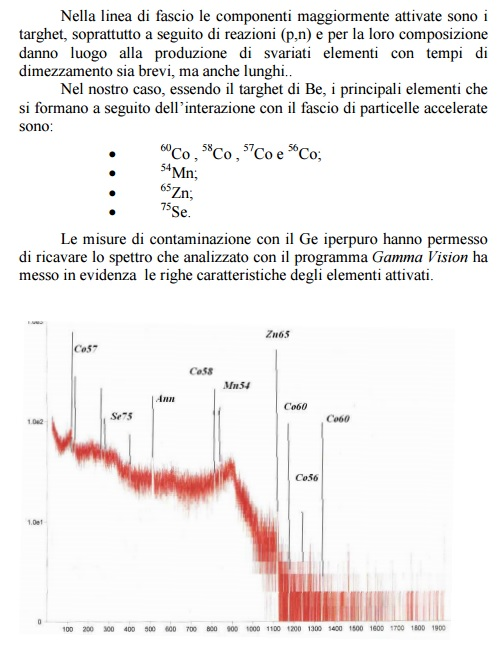 Nella linea di fascio le componenti maggiormente attivate sono i
targhet, soprattutto a seguito di reazioni (p,n) e per la loro composizione
danno luogo alla produzione di svariati elementi con tempi di
dimezzamento sia brevi, ma anche lunghi..
Nel nostro caso, essendo il targhet di Be, i principali elementi che
si formano a seguito dell'interazione con il fascio di particelle accelerate
sono:
• ⁶⁰Co , ⁵⁸Co , ⁵⁷Co e ⁵⁶Co;
• ⁵⁴Mn;
• ⁶⁵Zn;
• ⁷⁵Se.
Le misure di contaminazione con il Ge iperpuro hanno permesso
di ricavare lo spettro che analizzato con il programma Gamma Vision ha
messo in evidenza le righe caratteristiche degli elementi attivati.
Zn65
Co57
Co58
Mn54
Ann
Se75
Co60
Co60
1.0e2
Co56
1.0e1
0
100 200 300 400 500 600 700 800 900 1000 1100 1200 1300 1400 1500 1600 1700 1800 1900